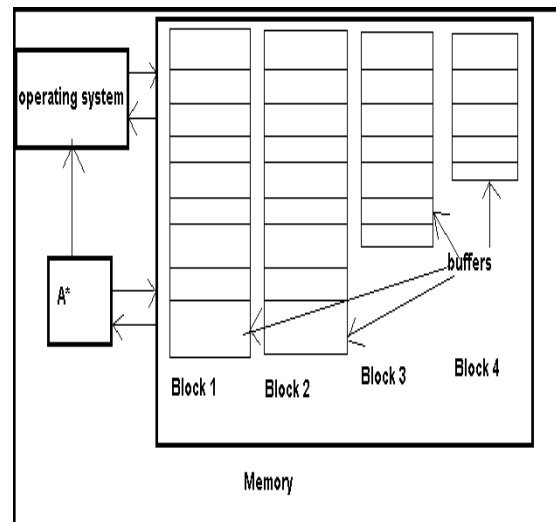 operating system
A*
buffers
Block 1
Block 2
Block 3
Block 4
Memory